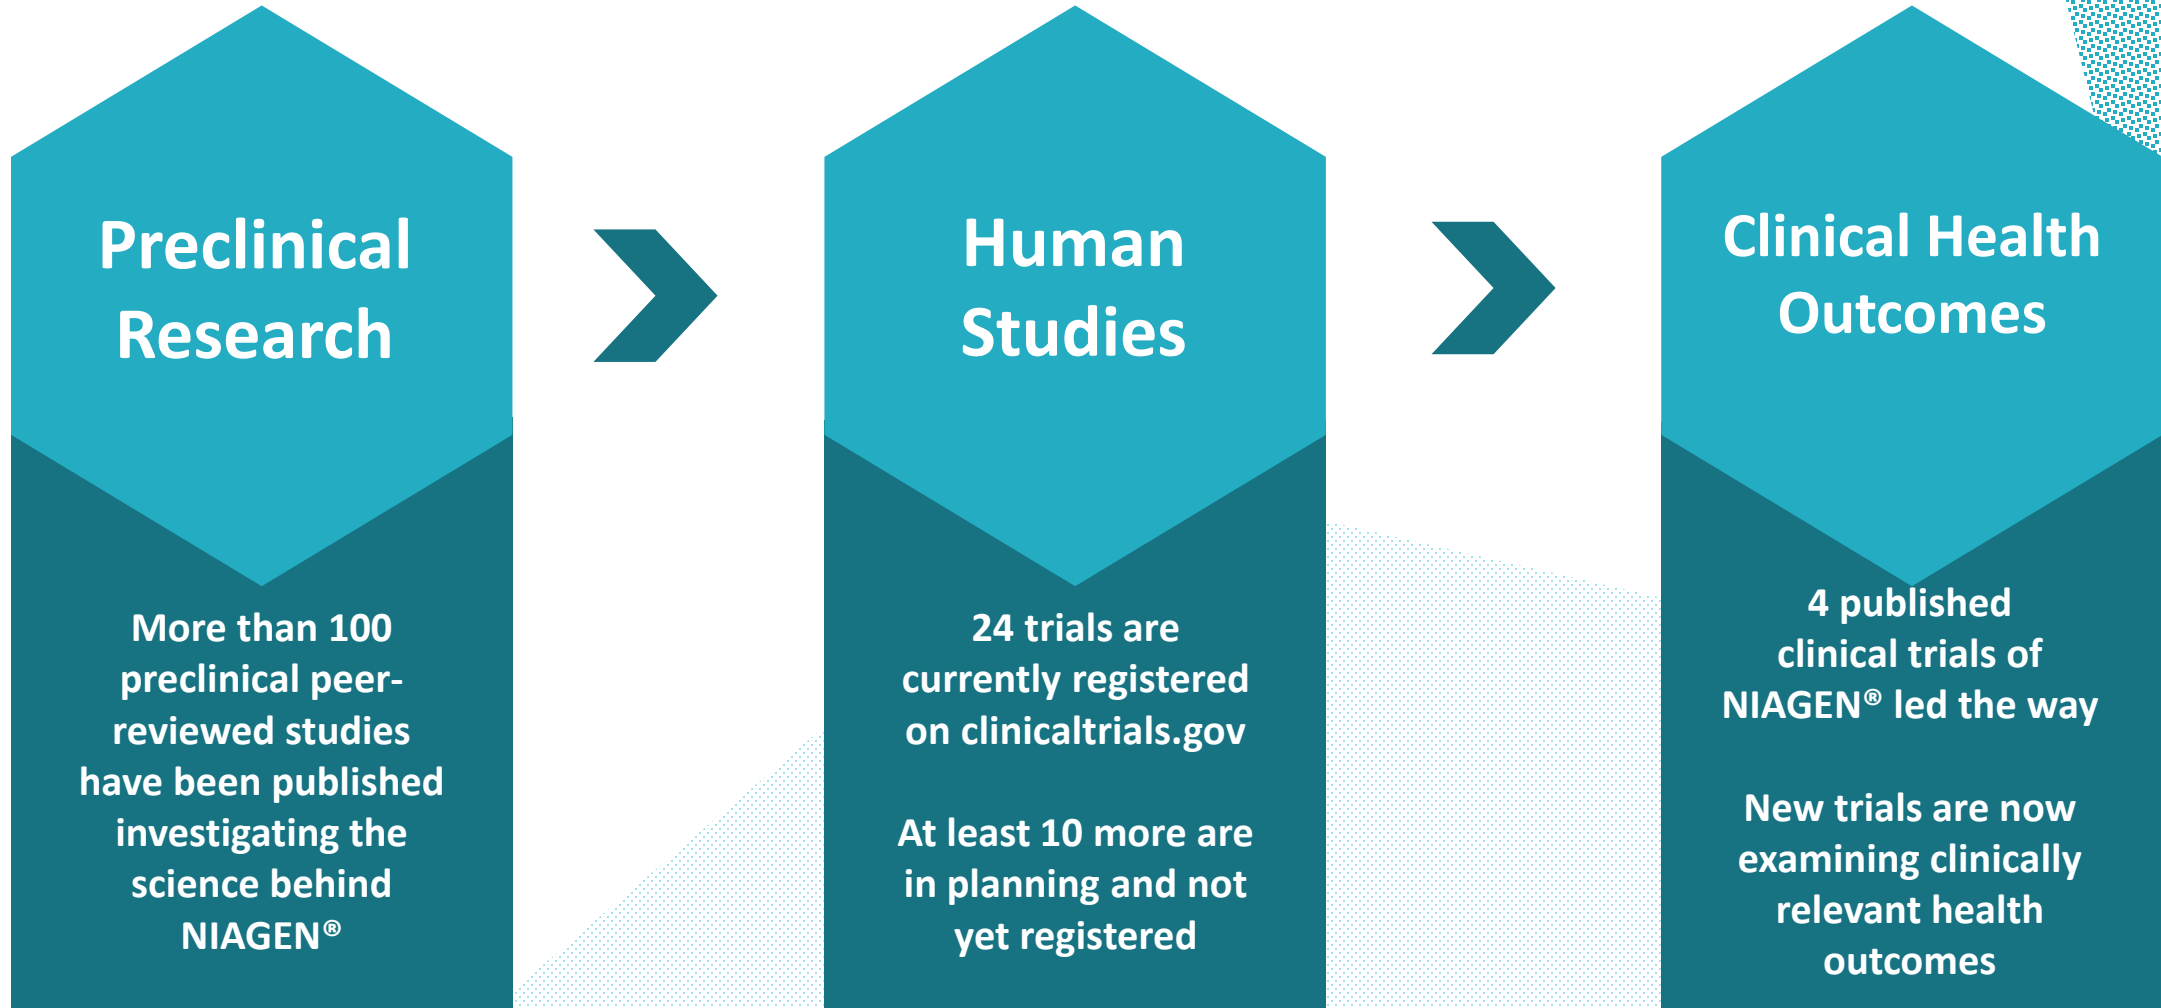 Preclinical
Research
More than 100
preclinical peer-
reviewed studies
have been published
investigating the
science behind
NIAGEN®
Human
Studies
24 trials are
currently registered
on clinicaltrials.gov
At least 10 more are
in planning and not
yet registered
Clinical Health
Outcomes
4 published
clinical trials of
NIAGEN® led the way
New trials are now
examining clinically
relevant health
outcomes